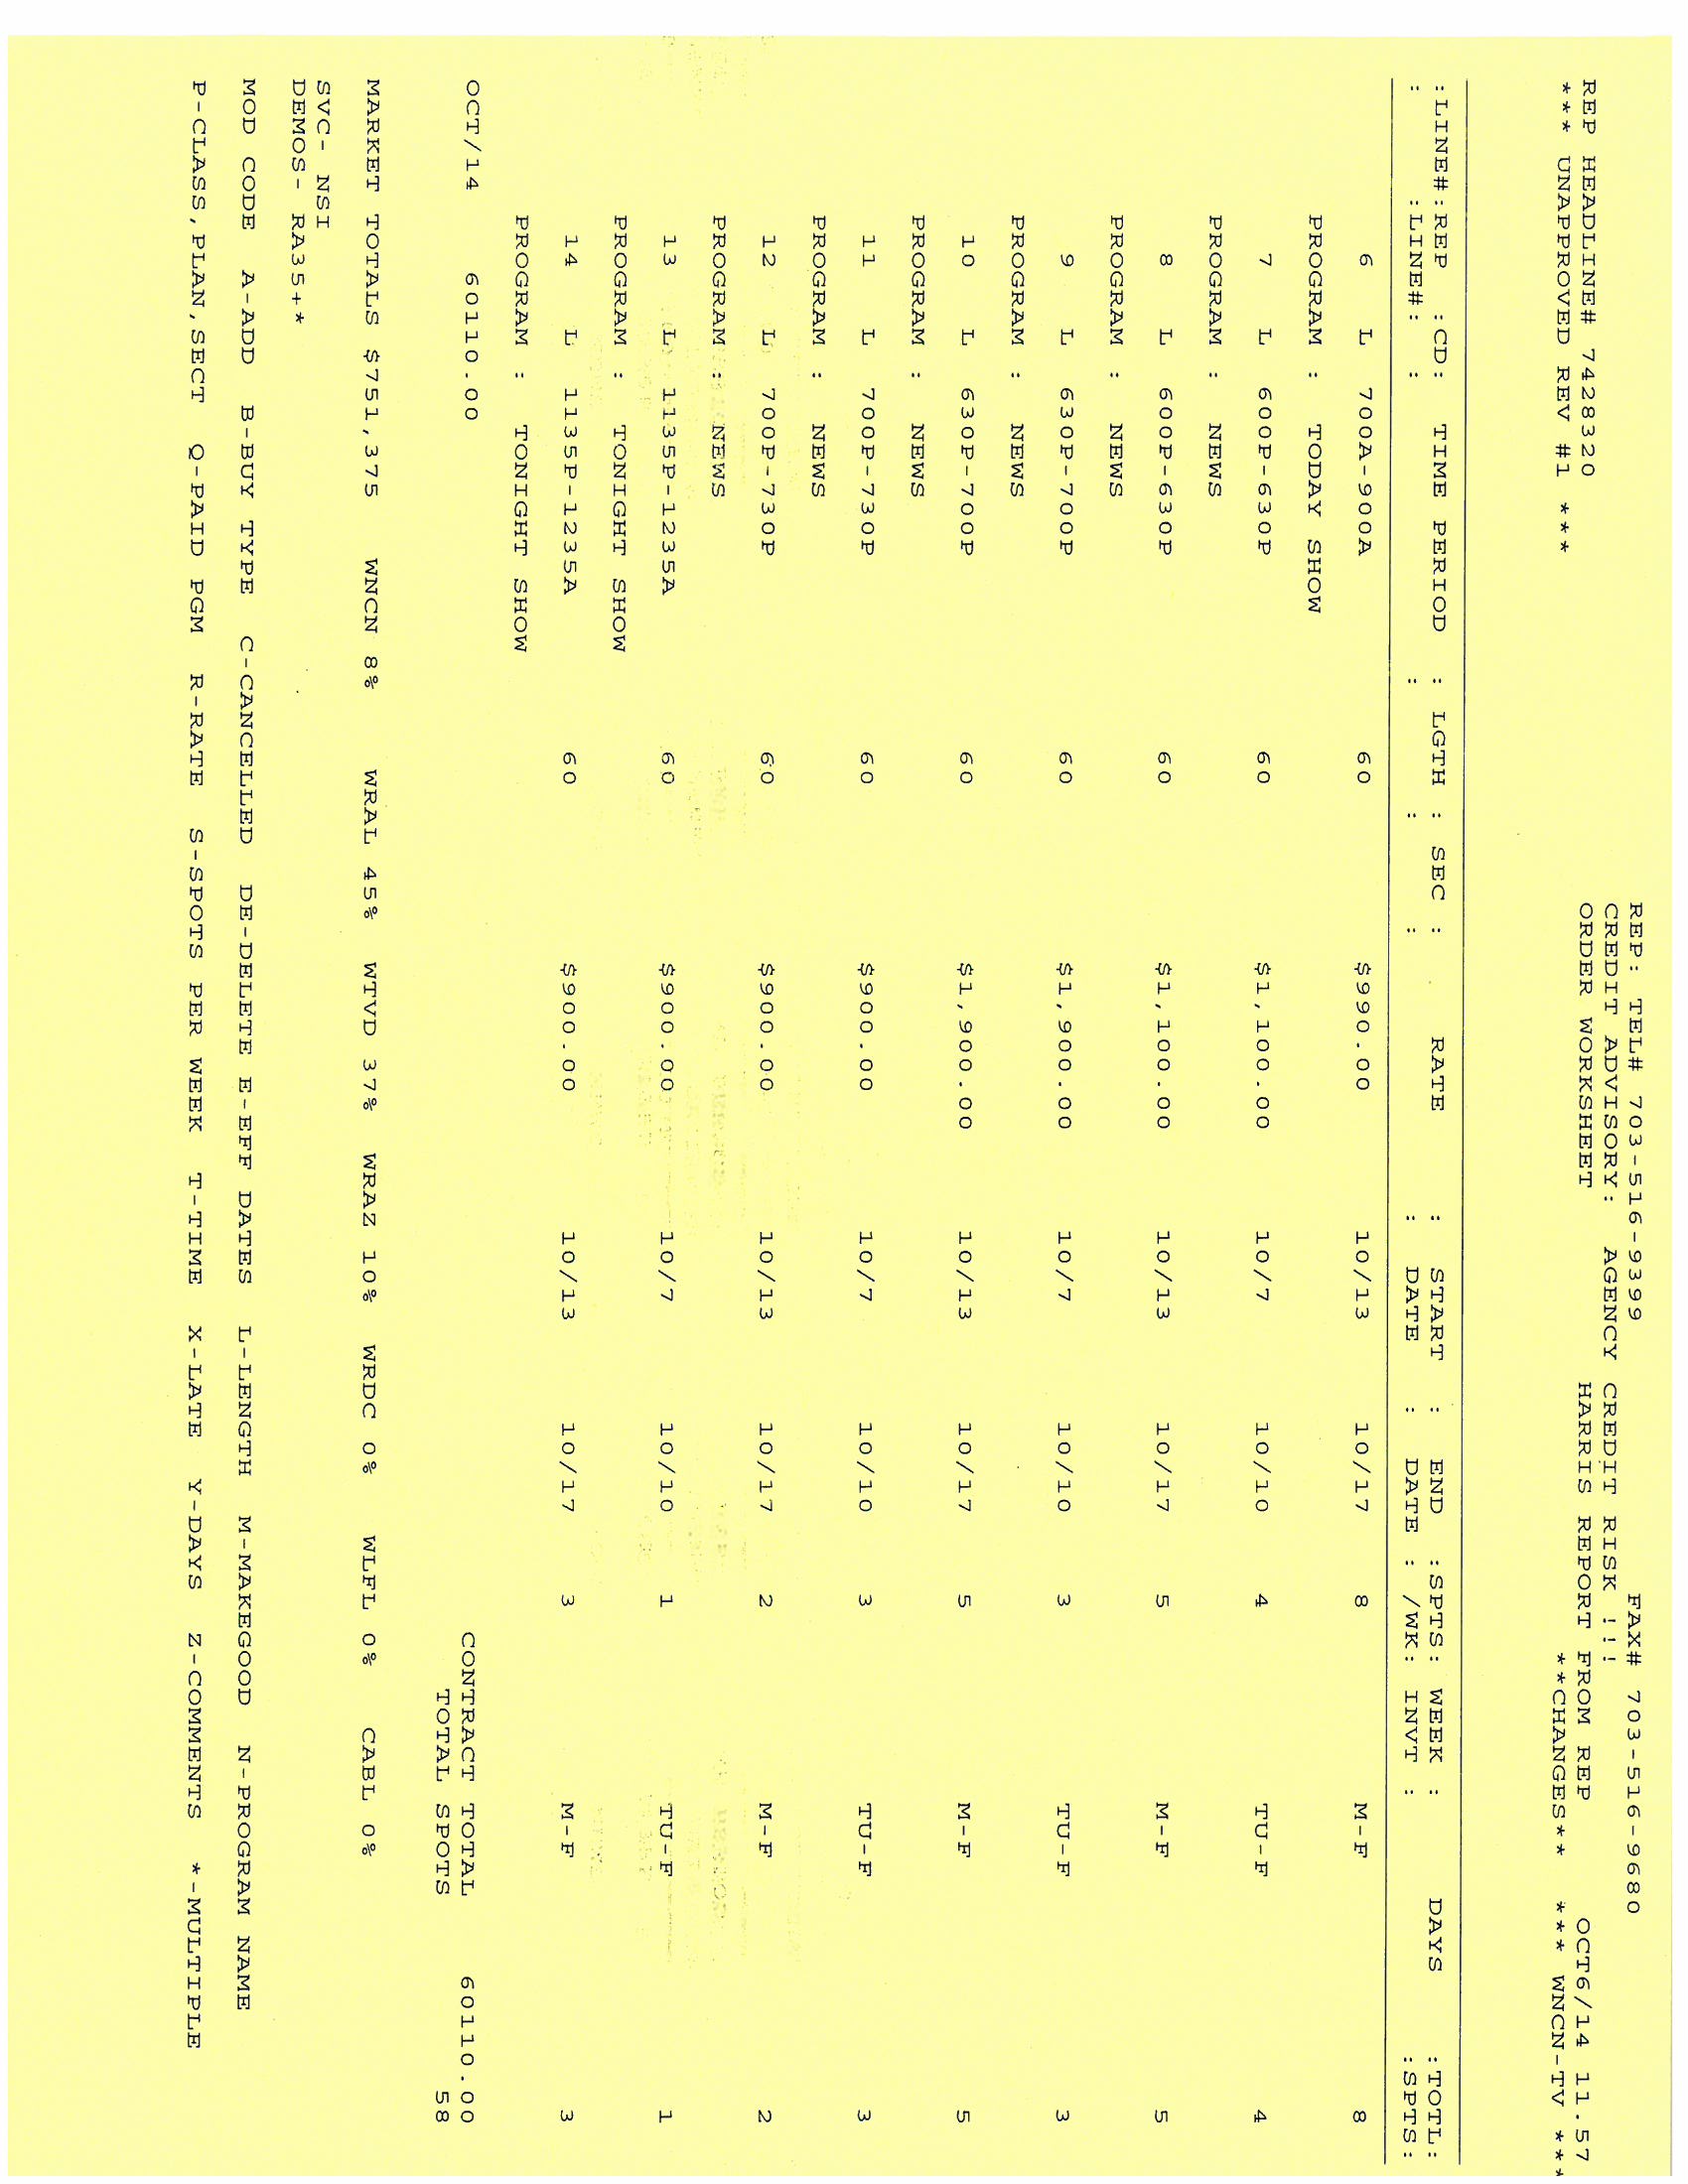 REP: TEL# 703-516-9399 FAX# 703-516-9680
CREDIT ADVISORY: AGENCY CREDIT RISK !!!
REP HEADLINE# 7428320 ORDER WORKSHEET HARRIS REPORT FROM REP OCT6/14 11.57
*** UNAPPROVED REV #1 *** **CHANGES** *** WNCN-TV ***
:LINE#:REP :CD: TIME PERIOD : LGTH : SEC : RATE : START : END :SPTS: WEEK : DAYS :TOTL:
: :LINE#: : : : : : DATE : DATE : /WK: INVT : :SPTS:
6 L 700A-900A 60 $990.00 10/13 10/17 8 M-F 8
PROGRAM : TODAY SHOW
7 L 600P-630P 60 $1,100.00 10/7 10/10 4 TU-F 4
PROGRAM : NEWS
8 L 600P-630P 60 $1,100.00 10/13 10/17 5 M-F 5
PROGRAM : NEWS
9 L 630P-700P 60 $1,900.00 10/7 10/10 3 TU-F 3
PROGRAM : NEWS
10 L 630P-700P 60 $1,900.00 10/13 10/17 5 M-F 5
PROGRAM : NEWS
11 L 700P-730P 60 $900.00 10/7 10/10 3 TU-F 3
PROGRAM : NEWS
12 L 700P-730P 60 $900.00 10/13 10/17 2 M-F 2
PROGRAM : NEWS
13 L 1135P-1235A 60 $900.00 10/7 10/10 1 TU-F 1
PROGRAM : TONIGHT SHOW
14 L 1135P-1235A 60 $900.00 10/13 10/17 3 M-F 3
PROGRAM : TONIGHT SHOW
OCT/14 60110.00 CONTRACT TOTAL 60110.00
TOTAL SPOTS 58
MARKET TOTALS $751,375 WNCN 8% WRAL 45% WTVD 37% WRAZ 10% WRDC 0% WLFL 0% CABL 0%
SVC- NSI
DEMOS- RA35+*
MOD CODE A-ADD B-BUY TYPE C-CANCELLED DE-DELETE E-EFF DATES L-LENGTH M-MAKEGOOD N-PROGRAM NAME
P-CLASS,PLAN,SECT Q-PAID PGM R-RATE S-SPOTS PER WEEK T-TIME X-LATE Y-DAYS Z-COMMENTS *-MULTIPLE